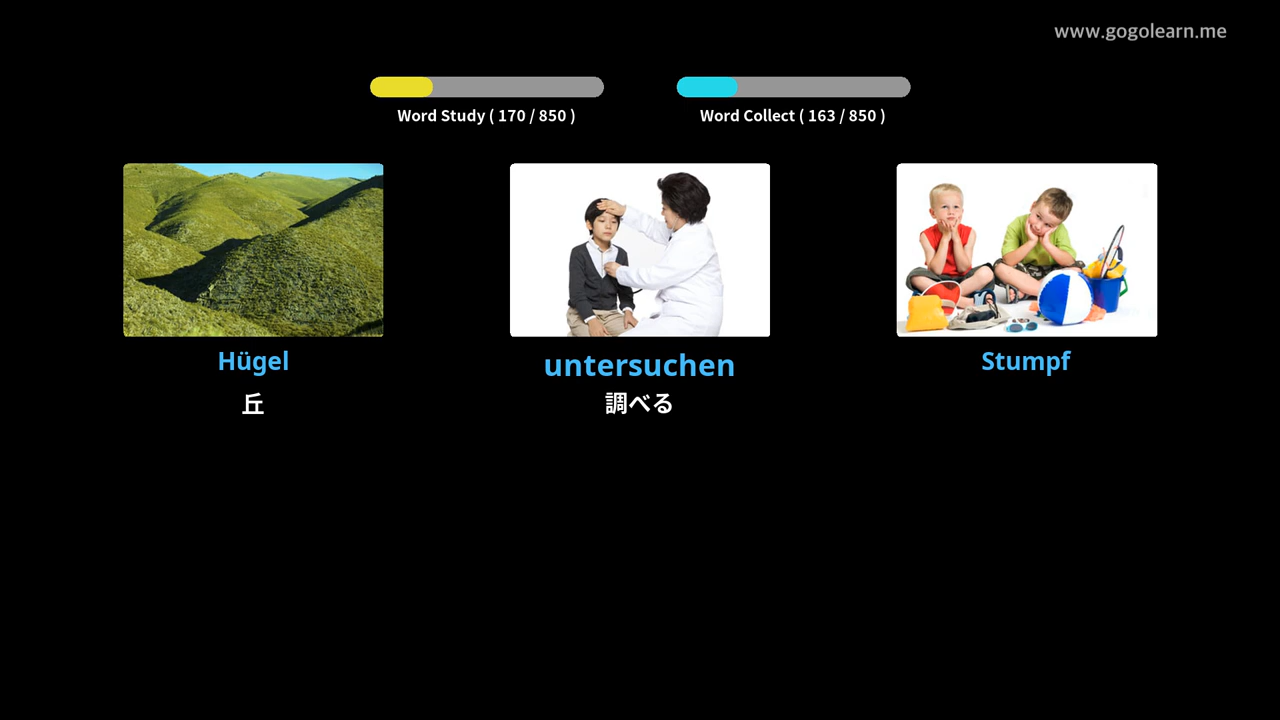 www.gogolearn.me
Word Study ( 170 / 850 )
Word Collect ( 163 / 850 )
Hügel
untersuchen
Stumpf
丘
調べる